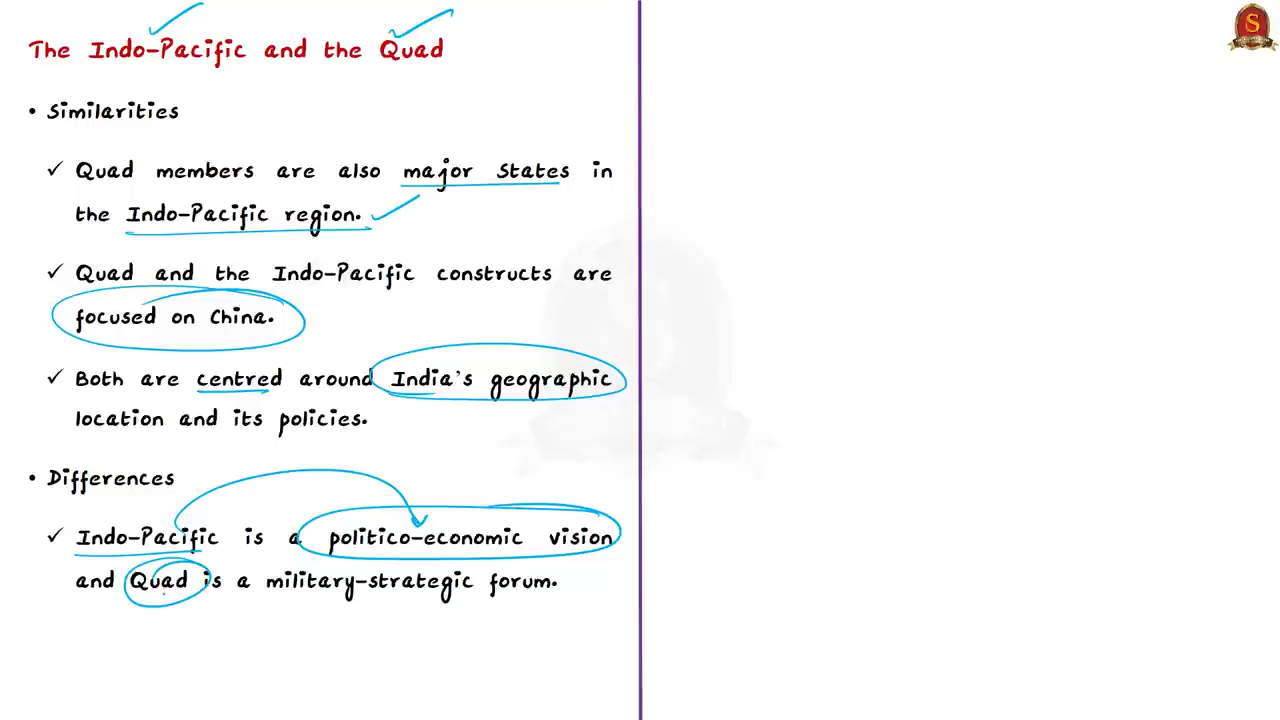 The Indo-Pacific and the Quad
• Similarities
✓ Quad members are also major States in
the Indo-Pacific region.
✓ Quad and the Indo-Pacific constructs are
focused on China.
✓ Both are centred around India's geographic
location and its policies.
• Differences
✓ Indo-Pacific is a politico-economic vision
and Quad is a military-strategic forum.
S